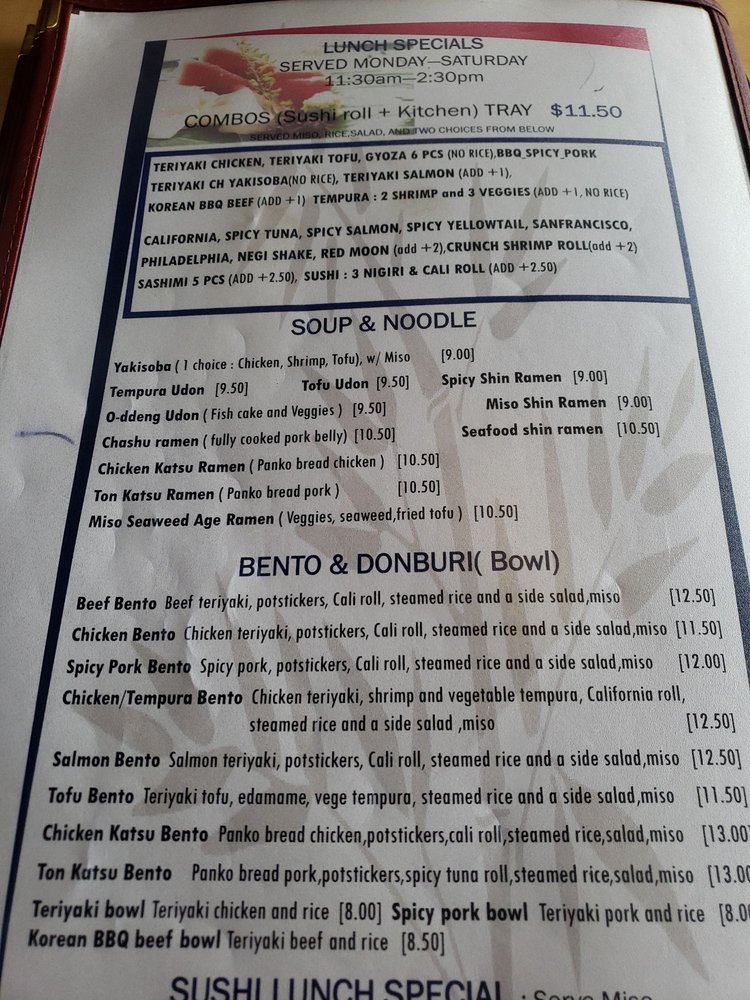 LUNCH SPECIALS
SERVED MONDAY—SATURDAY
11:30am—2:30pm
COMBOS (Sushi roll + Kitchen) TRAY $11.50
SERVED MISO, RICE,SALAD, AND TWO CHOICES FROM BELOW
TERIYAKI CHICKEN, TERIYAKI TOFU, GYOZA 6 PCS (NO RICE),BBQ SPICY PORK
TERIYAKI CH YAKISOBA(NO RICE), TERIYAKI SALMON (ADD +1),
KOREAN BBQ BEEF (ADD +1) TEMPURA : 2 SHRIMP and 3 VEGGIES (ADD +1, NO RICE)
CALIFORNIA, SPICY TUNA, SPICY SALMON, SPICY YELLOWTAIL, SANFRANCISCO,
PHILADELPHIA, NEGI SHAKE, RED MOON (add +2),CRUNCH SHRIMP ROLL(add +2)
SASHIMI 5 PCS (ADD +2.50), SUSHI : 3 NIGIRI & CALI ROLL (ADD +2.50)
SOUP & NOODLE
Yakisoba ( 1 choice : Chicken, Shrimp, Tofu), w/ Miso [9.00]
Tempura Udon [9.50] Tofu Udon [9.50] Spicy Shin Ramen [9.00]
O-ddeng Udon ( Fish cake and Veggies ) [9.50] Miso Shin Ramen [9.00]
Chashu ramen ( fully cooked pork belly) [10.50] Seafood shin ramen [10.50]
Chicken Katsu Ramen ( Panko bread chicken ) [10.50]
Ton Katsu Ramen ( Panko bread pork ) [10.50]
Miso Seaweed Age Ramen ( Veggies, seaweed,fried tofu ) [10.50]
BENTO & DONBURI( Bowl)
Beef Bento Beef teriyaki, potstickers, Cali roll, steamed rice and a side salad,miso [12.50]
Chicken Bento Chicken teriyaki, potstickers, Cali roll, steamed rice and a side salad,miso [11.50]
Spicy Pork Bento Spicy pork, potstickers, Cali roll, steamed rice and a side salad,miso [12.00]
Chicken/Tempura Bento Chicken teriyaki, shrimp and vegetable tempura, California roll,
steamed rice and a side salad ,miso [12.50]
Salmon Bento Salmon teriyaki, potstickers, Cali roll, steamed rice and a side salad,miso [12.50]
Tofu Bento Teriyaki tofu, edamame, vege tempura, steamed rice and a side salad,miso [11.50]
Chicken Katsu Bento Panko bread chicken,potstickers,cali roll,steamed rice,salad,miso [13.00
Ton Katsu Bento Panko bread pork,potstickers,spicy tuna roll,steamed rice,salad,miso [13.00
Teriyaki bowl Teriyaki chicken and rice [8.00] Spicy pork bowl Teriyaki pork and rice [8.0
Korean BBQ beef bowl Teriyaki beef and rice [8.50]
SUSHI LUNCH SPECIAL : Serve Miso